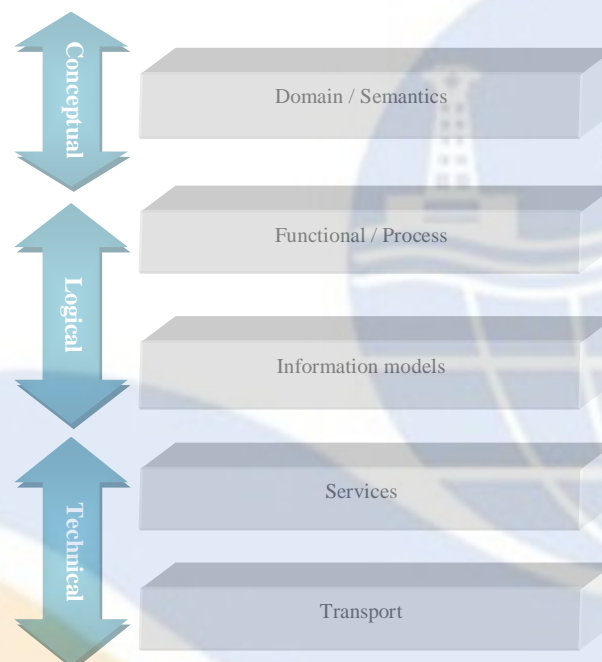 Conceptual
Domain / Semantics
Logical
Functional / Process
Information models
Technical
Services
Transport